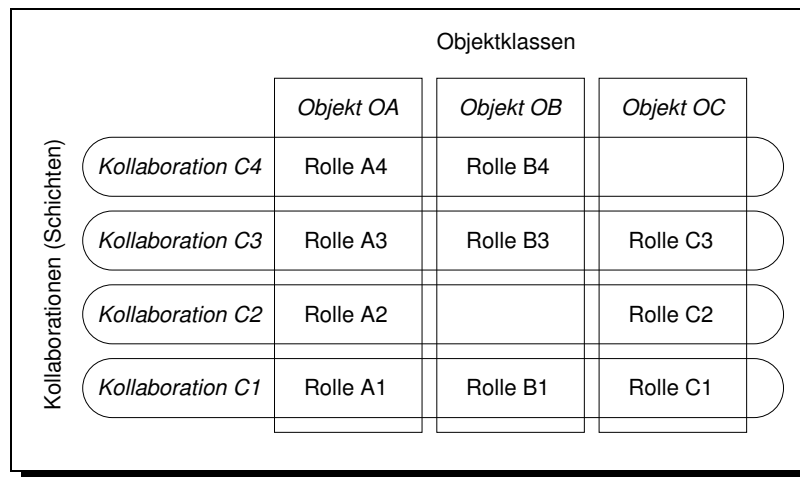 Objektklassen
Objekt OA Objekt OB Objekt OC
Kollaborationen (Schichten)
Kollaboration C4 Rolle A4 Rolle B4
Kollaboration C3 Rolle A3 Rolle B3 Rolle C3
Kollaboration C2 Rolle A2 Rolle C2
Kollaboration C1 Rolle A1 Rolle B1 Rolle C1